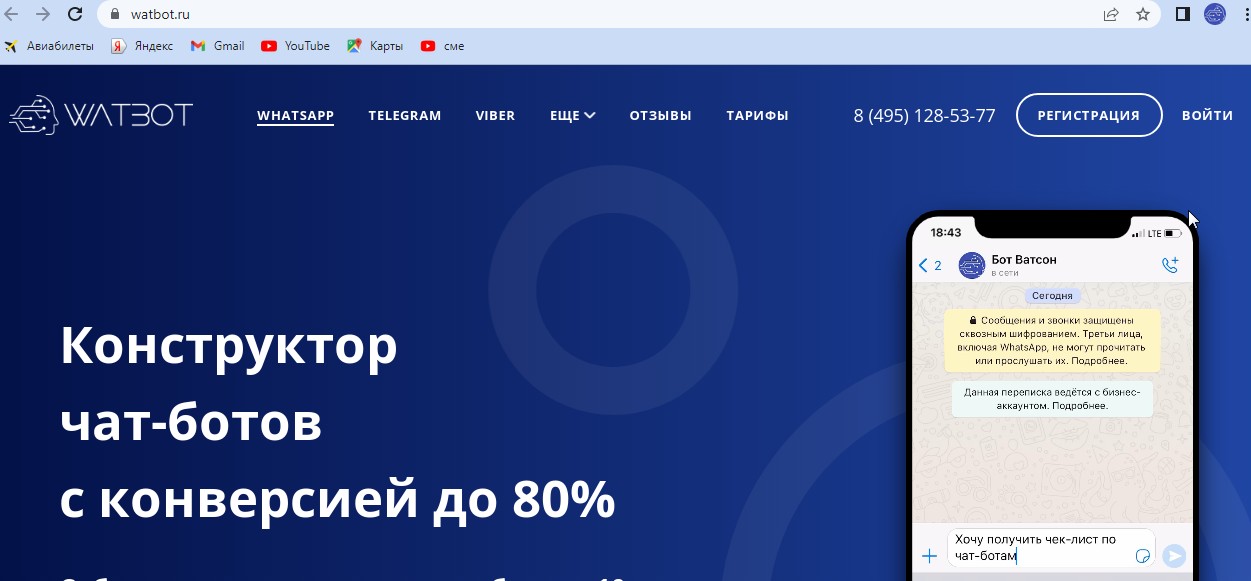 watbot.ru
Авиабилеты Яндекс Gmail YouTube Карты сме
WATBOT WHATSAPP TELEGRAM VIBER ЕЩЕ ОТЗЫВЫ ТАРИФЫ 8 (495) 128-53-77 РЕГИСТРАЦИЯ ВОЙТИ
Конструктор
чат-ботов
с конверсией до 80%
18:43 LTE
2 Бот Ватсон
в сети
Сегодня
Сообщения и звонки защищены
сквозным шифрованием. Третьи лица,
включая WhatsApp, не могут прочитать
или прослушать их. Подробнее.
Данная переписка ведётся с бизнес-
аккаунтом. Подробнее.
Хочу получить чек-лист по
чат-ботам